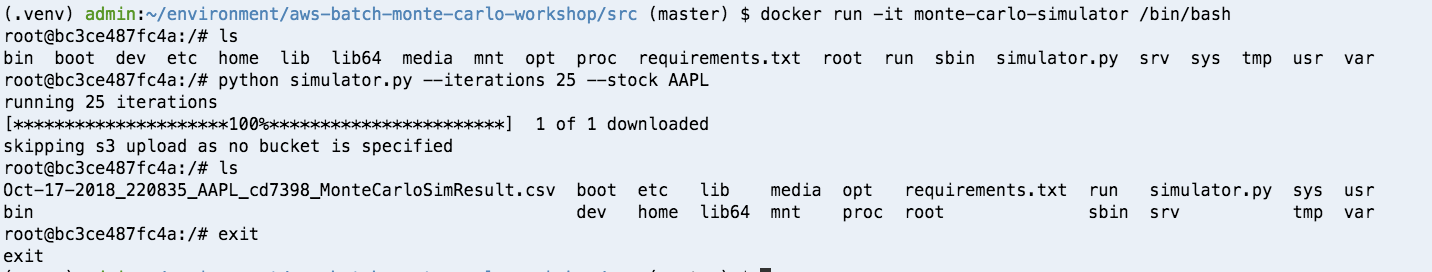 (.venv) admin:~/environment/aws-batch-monte-carlo-workshop/src (master) $ docker run -it monte-carlo-simulator /bin/bash
root@bc3ce487fc4a:/# ls
bin boot dev etc home lib lib64 media mnt opt proc requirements.txt root run sbin simulator.py srv sys tmp usr var
root@bc3ce487fc4a:/# python simulator.py --iterations 25 --stock AAPL
running 25 iterations
[*********************100%***********************] 1 of 1 downloaded
skipping s3 upload as no bucket is specified
root@bc3ce487fc4a:/# ls
Oct-17-2018_220835_AAPL_cd7398_MonteCarloSimResult.csv boot etc lib media opt requirements.txt run simulator.py sys usr
bin dev home lib64 mnt proc root sbin srv tmp var
root@bc3ce487fc4a:/# exit
exit